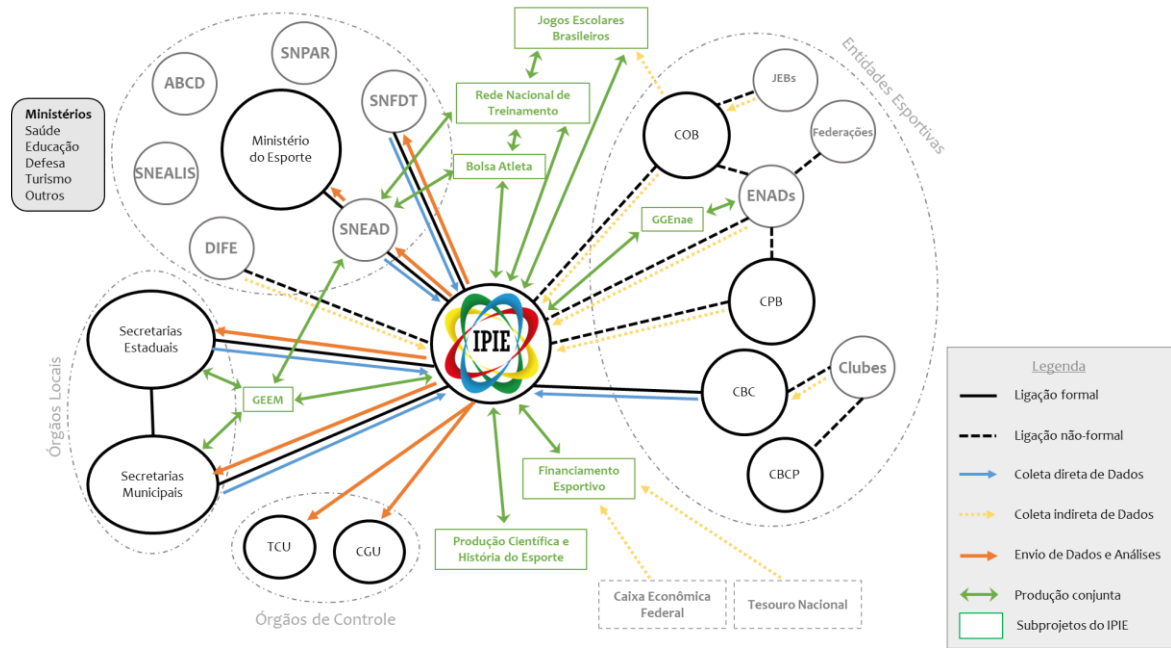 Jogos Escolares
Brasileiros
Entidades Esportivas
SNPAR
ABCD
SNFDT
JEBs
Rede Nacional de
Treinamento
Ministérios
Saúde
Educação
Defesa
Turismo
Outros
COB
Federações
Ministério
do Esporte
Bolsa Atleta
SNEALIS
ENADs
GGEnae
SNEAD
DIFE
CPB
Secretarias
Estaduais
IPIE
Clubes
Órgãos Locais
GEEM
CBC
Secretarias
Municipais
Financiamento
Esportivo
CBCP
TCU
CGU
Produção Científica e
História do Esporte
Caixa Econômica
Federal
Tesouro Nacional
Órgãos de Controle
Legenda
Ligação formal
Ligação não-formal
Coleta direta de Dados
Coleta indireta de Dados
Envio de Dados e Análises
Produção conjunta
Subprojetos do IPIE